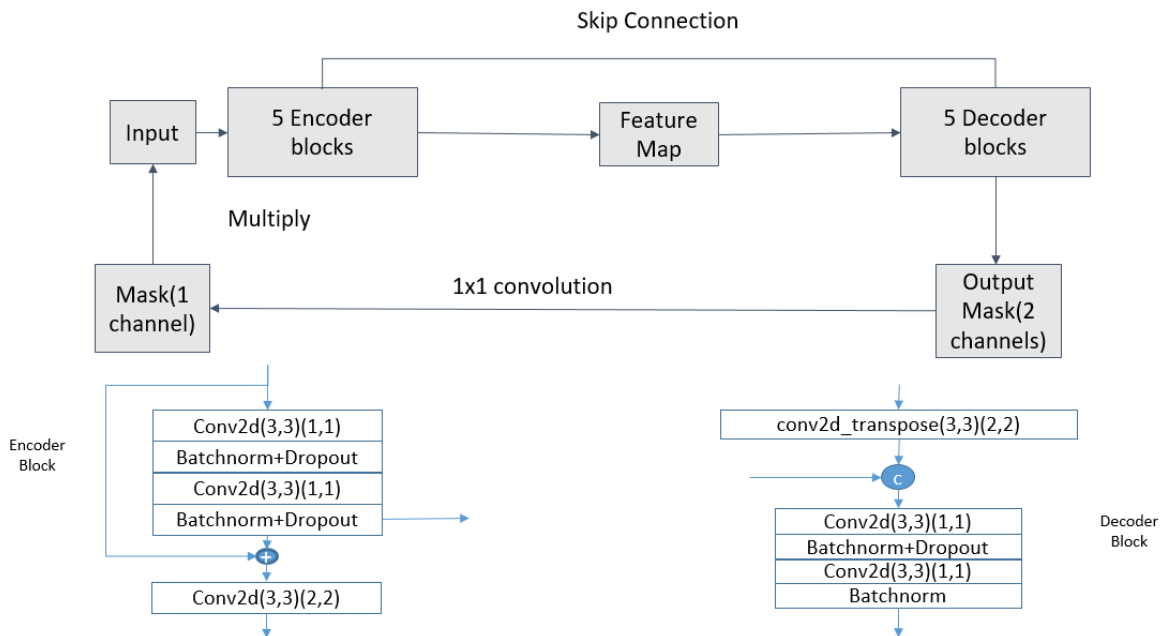 Skip Connection
Input
5 Encoder
blocks
Feature
Map
5 Decoder
blocks
Multiply
Mask(1
channel)
1x1 convolution
Output
Mask(2
channels)
Encoder
Block
Conv2d(3,3)(1,1)
Batchnorm+Dropout
Conv2d(3,3)(1,1)
Batchnorm+Dropout
+
Conv2d(3,3)(2,2)
conv2d_transpose(3,3)(2,2)
C
Conv2d(3,3)(1,1)
Batchnorm+Dropout
Conv2d(3,3)(1,1)
Batchnorm
Decoder
Block